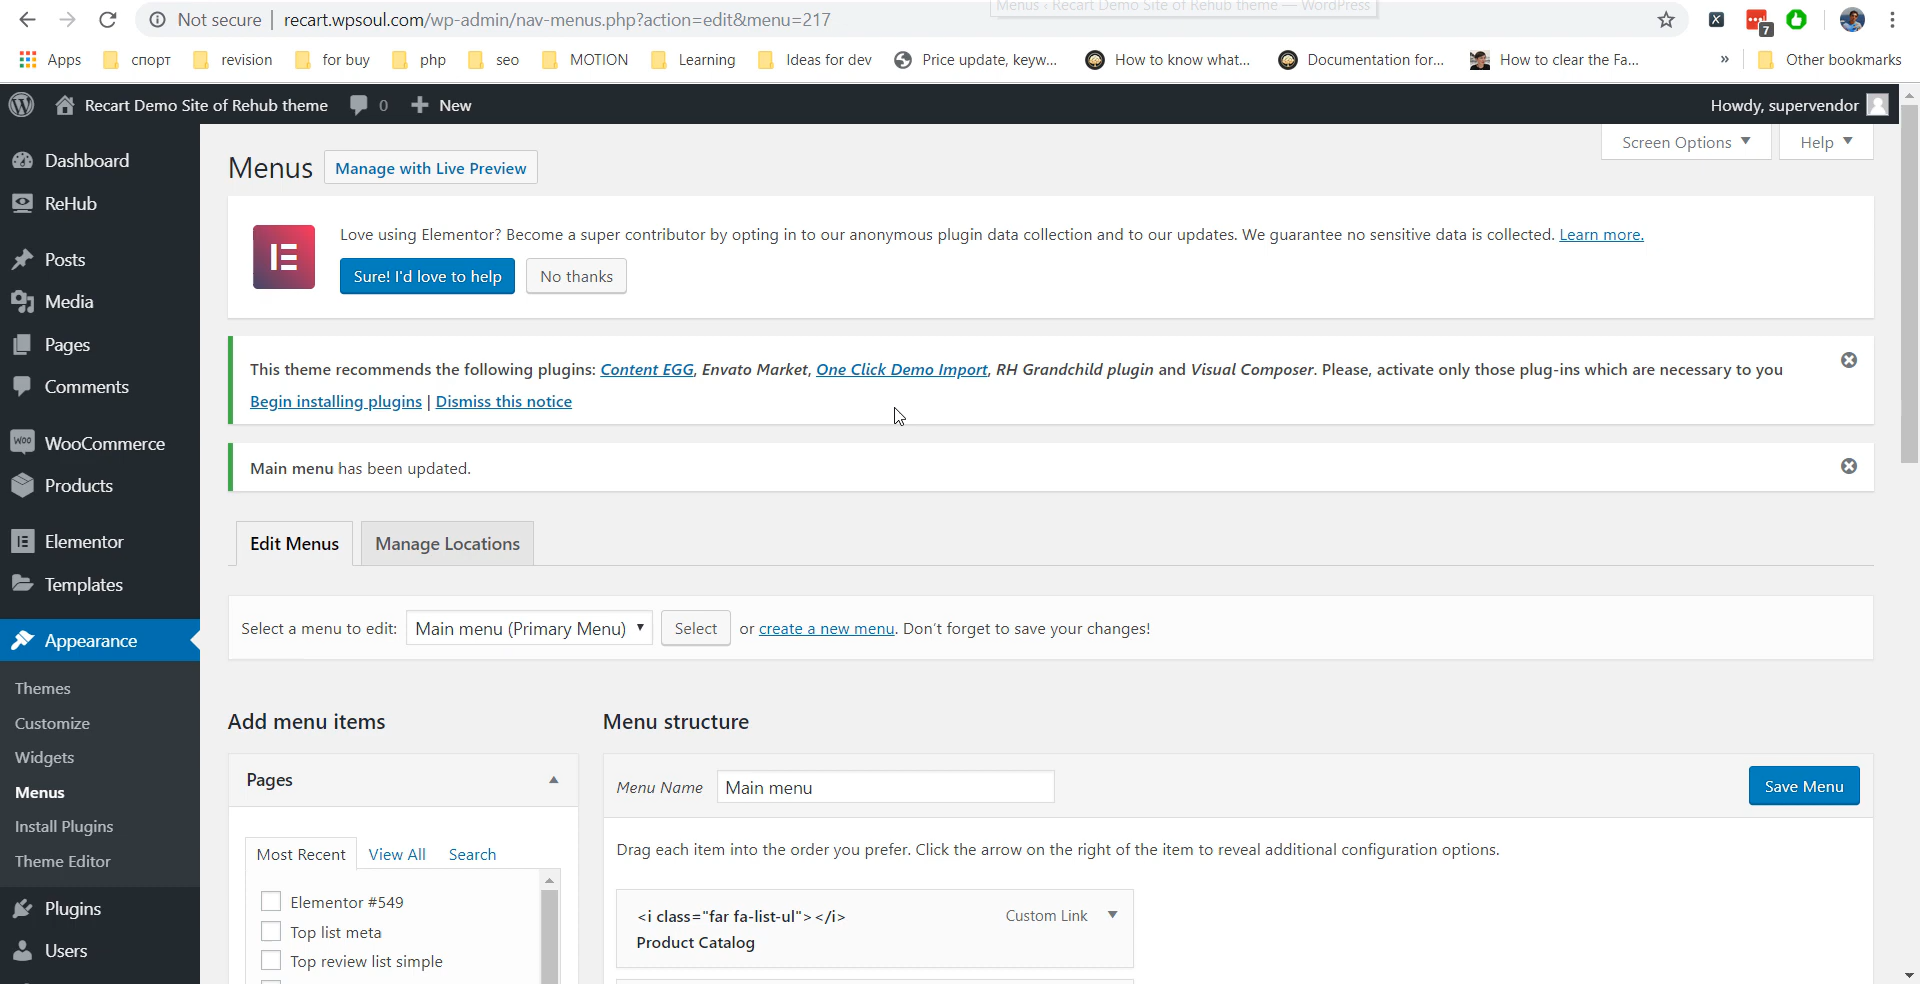 Menus ‹ Recart Demo Site of Rehub theme — WordPress
Not secure | recart.wpsoul.com/wp-admin/nav-menus.php?action=edit&menu=217
7
Apps спорт revision for buy php seo MOTION Learning Ideas for dev Price update, keyw... How to know what... Documentation for... How to clear the Fa... » Other bookmarks
Recart Demo Site of Rehub theme 0 New Howdy, supervendor
Screen Options Help
Dashboard
ReHub
Posts
Media
Pages
Comments
WooCommerce
Products
Elementor
Templates
Appearance
Themes
Customize
Widgets
Menus
Install Plugins
Theme Editor
Plugins
Users
Menus Manage with Live Preview
Love using Elementor? Become a super contributor by opting in to our anonymous plugin data collection and to our updates. We guarantee no sensitive data is collected. Learn more.
Sure! I'd love to help No thanks
This theme recommends the following plugins: Content EGG, Envato Market, One Click Demo Import, RH Grandchild plugin and Visual Composer. Please, activate only those plug-ins which are necessary to you
Begin installing plugins | Dismiss this notice
Main menu has been updated.
Edit Menus Manage Locations
Select a menu to edit: Main menu (Primary Menu) Select or create a new menu. Don't forget to save your changes!
Add menu items
Pages
Most Recent View All Search
Elementor #549
Top list meta
Top review list simple
Menu structure
Menu Name Main menu Save Menu
Drag each item into the order you prefer. Click the arrow on the right of the item to reveal additional configuration options.
<i class="far fa-list-ul"></i> Custom Link
Product Catalog